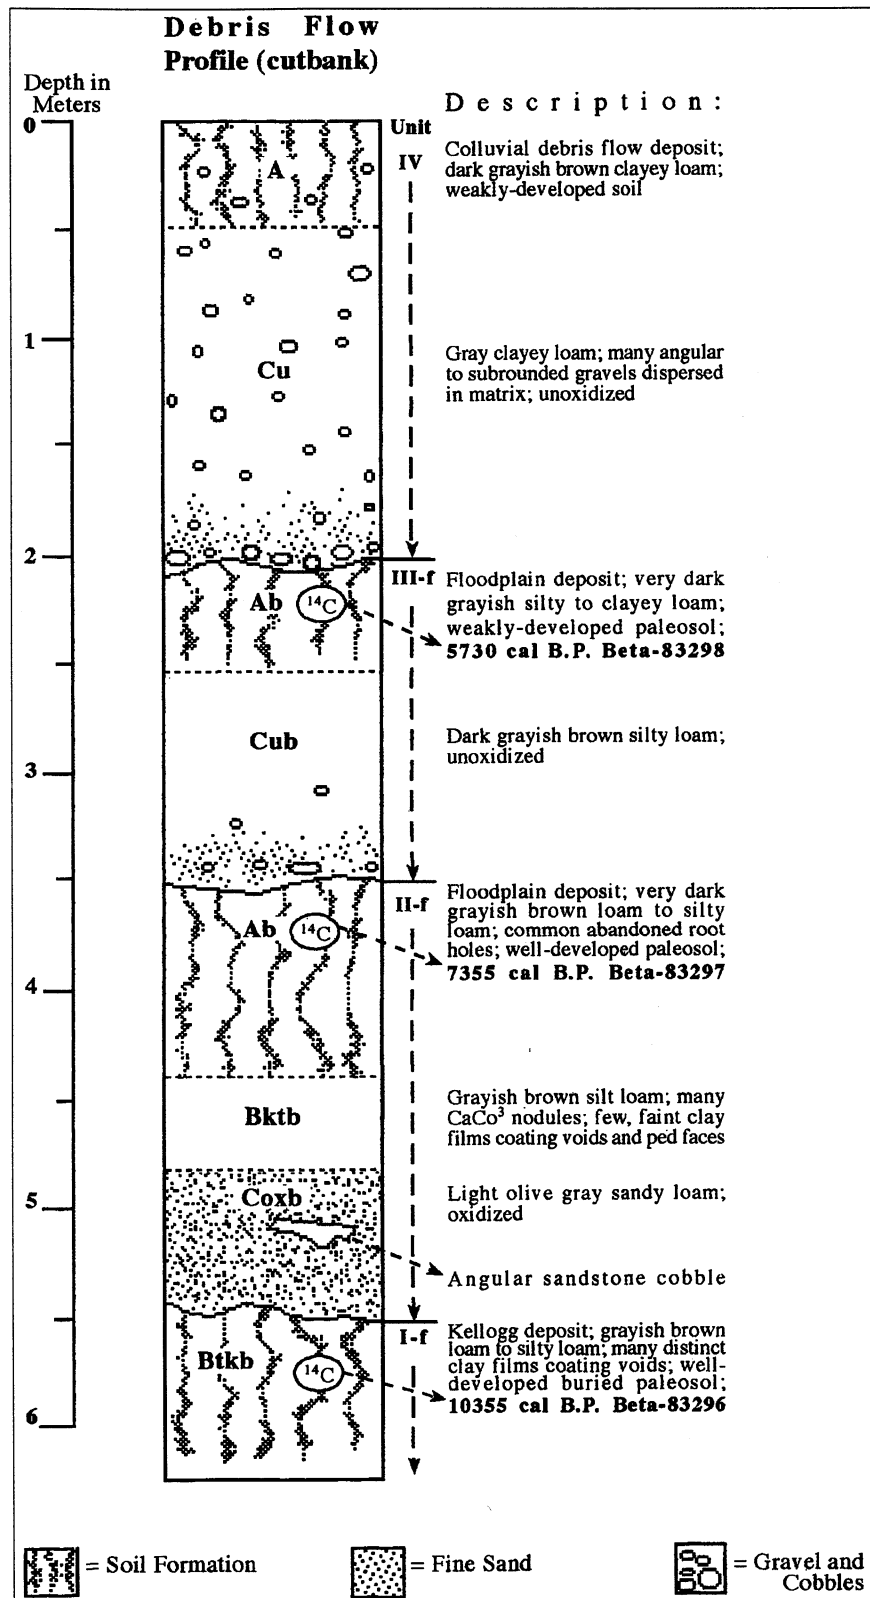 Debris Flow
Profile (cutbank)
Depth in
Meters
Description:
0
Unit
IV
A
Colluvial debris flow deposit;
dark grayish brown clayey loam;
weakly-developed soil
1
Cu
Gray clayey loam; many angular
to subrounded gravels dispersed
in matrix; unoxidized
2
III-f
Ab
14C
Floodplain deposit; very dark
grayish silty to clayey loam;
weakly-developed paleosol;
5730 cal B.P. Beta-83298
Cub
Dark grayish brown silty loam;
unoxidized
3
II-f
Ab
14C
Floodplain deposit; very dark
grayish brown loam to silty
loam; common abandoned root
holes; well-developed paleosol;
7355 cal B.P. Beta-83297
4
Bktb
Grayish brown silt loam; many
CaCo³ nodules; few, faint clay
films coating voids and ped faces
5
Coxb
Light olive gray sandy loam;
oxidized
Angular sandstone cobble
I-f
Btkb
14C
Kellogg deposit; grayish brown
loam to silty loam; many distinct
clay films coating voids; well-
developed buried paleosol;
10355 cal B.P. Beta-83296
6
= Soil Formation
= Fine Sand
= Gravel and
Cobbles